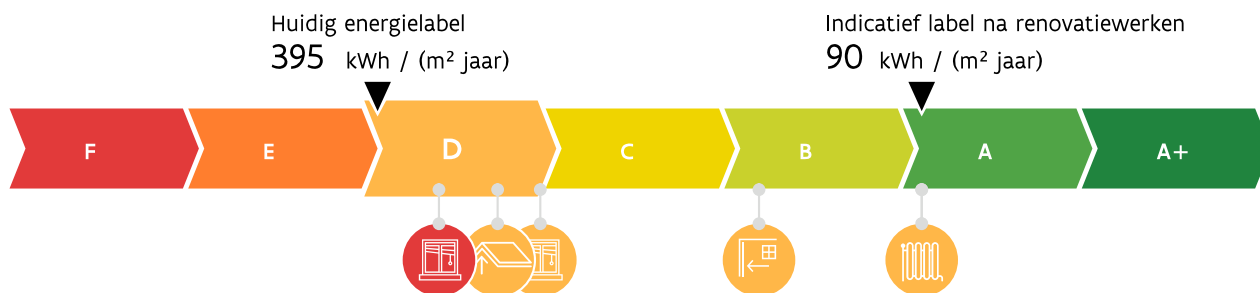 Huidig energielabel
395 kWh / (m² jaar)
Indicatief label na renovatiewerken
90 kWh / (m² jaar)
F E D C B A A+